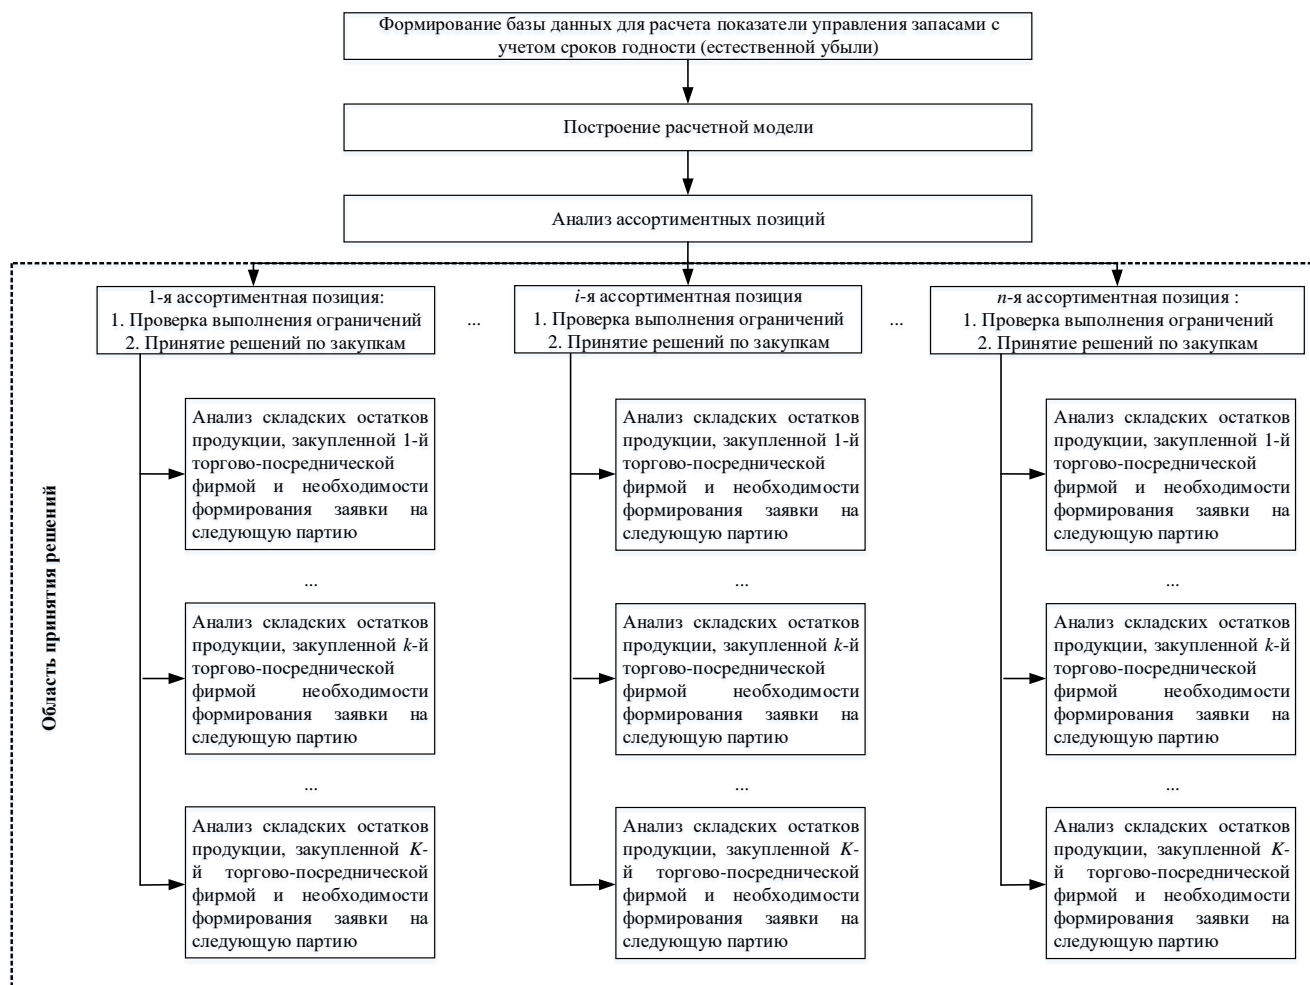 Формирование базы данных для расчета показатели управления запасами с
учетом сроков годности (естественной убыли)
Построение расчетной модели
Анализ ассортиментных позиций
1-я ассортиментная позиция:
1. Проверка выполнения ограничений
2. Принятие решений по закупкам
...
i-я ассортиментная позиция
1. Проверка выполнения ограничений
2. Принятие решений по закупкам
...
n-я ассортиментная позиция :
1. Проверка выполнения ограничений
2. Принятие решений по закупкам
Область принятия решений
Анализ складских остатков
продукции, закупленной 1-й
торгово-посреднической
фирмой и необходимости
формирования заявки на
следующую партию
...
Анализ складских остатков
продукции, закупленной k-й
торгово-посреднической
фирмой необходимости
формирования заявки на
следующую партию
...
Анализ складских остатков
продукции, закупленной K-
й торгово-посреднической
фирмой и необходимости
формирования заявки на
следующую партию
Анализ складских остатков
продукции, закупленной 1-й
торгово-посреднической
фирмой и необходимости
формирования заявки на
следующую партию
...
Анализ складских остатков
продукции, закупленной k-й
торгово-посреднической
фирмой необходимости
формирования заявки на
следующую партию
...
Анализ складских остатков
продукции, закупленной K-
й торгово-посреднической
фирмой и необходимости
формирования заявки на
следующую партию
Анализ складских остатков
продукции, закупленной 1-й
торгово-посреднической
фирмой и необходимости
формирования заявки на
следующую партию
...
Анализ складских остатков
продукции, закупленной k-й
торгово-посреднической
фирмой необходимости
формирования заявки на
следующую партию
...
Анализ складских остатков
продукции, закупленной K-
й торгово-посреднической
фирмой и необходимости
формирования заявки на
следующую партию